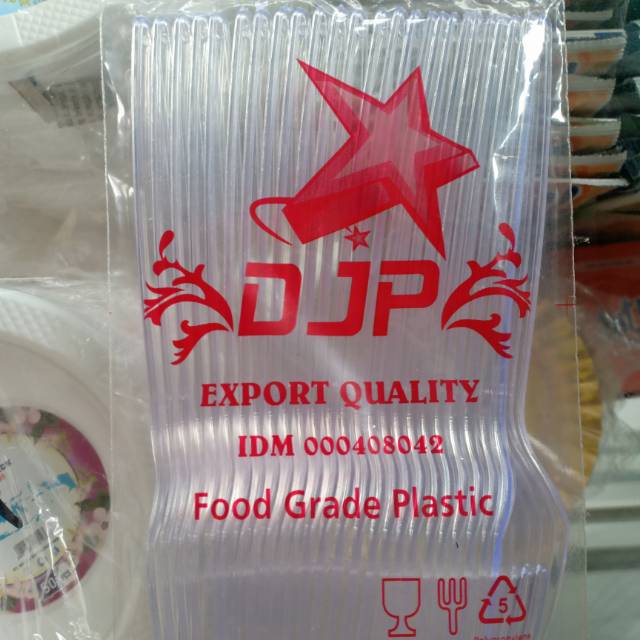 DJP
EXPORT QUALITY
IDM 000408042
Food Grade Plastic
5